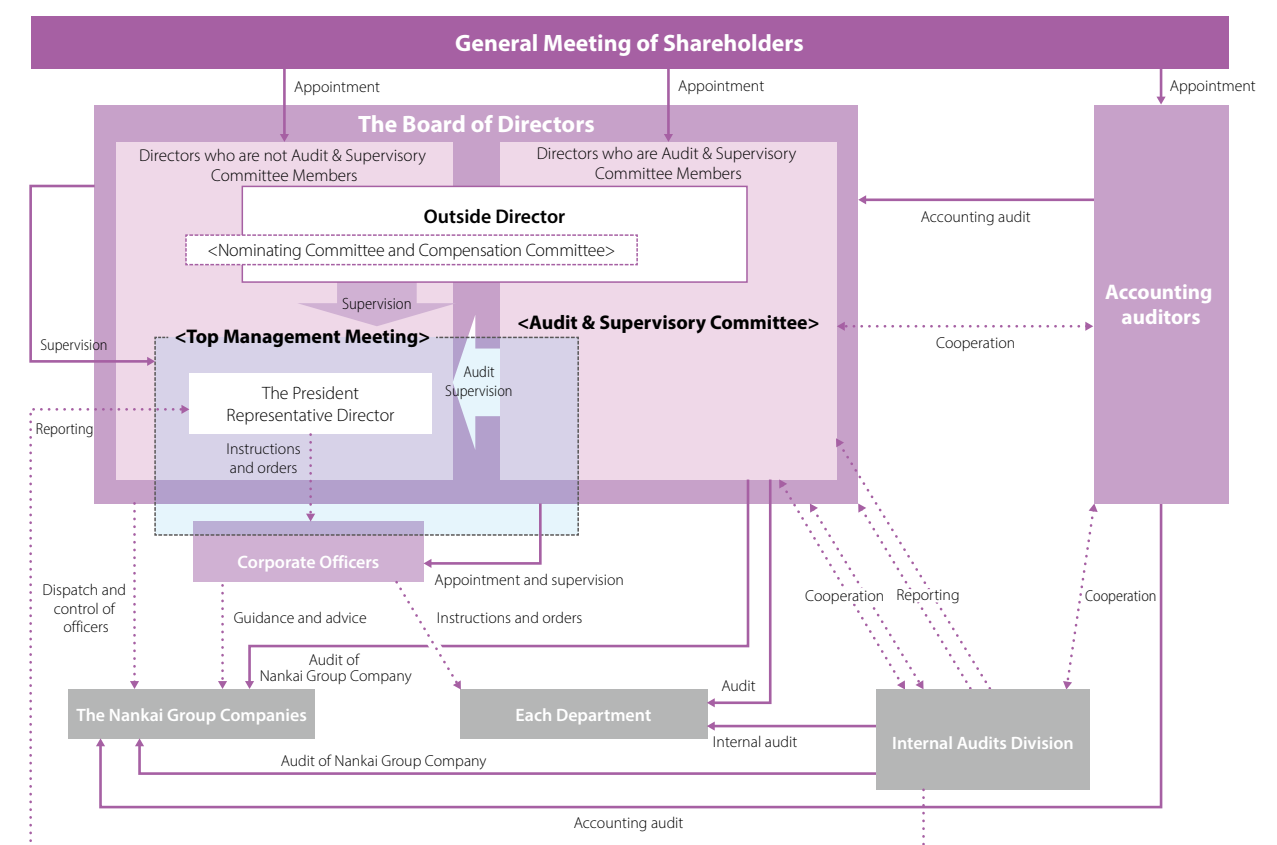 General Meeting of Shareholders
Appointment
Appointment
Appointment
The Board of Directors
Directors who are not Audit & Supervisory
Committee Members
Directors who are Audit & Supervisory
Committee Members
Outside Director
<Nominating Committee and Compensation Committee>
Accounting audit
Supervision
Accounting
auditors
<Top Management Meeting>
<Audit & Supervisory Committee>
Supervision
Cooperation
Audit
Supervision
The President
Representative Director
Reporting
Instructions
and orders
Corporate Officers
Appointment and supervision
Dispatch and
control of
officers
Guidance and advice
Instructions and orders
Cooperation
Reporting
Cooperation
Audit of
Nankai Group Company
Audit
The Nankai Group Companies
Each Department
Internal Audits Division
Internal audit
Audit of Nankai Group Company
Accounting audit